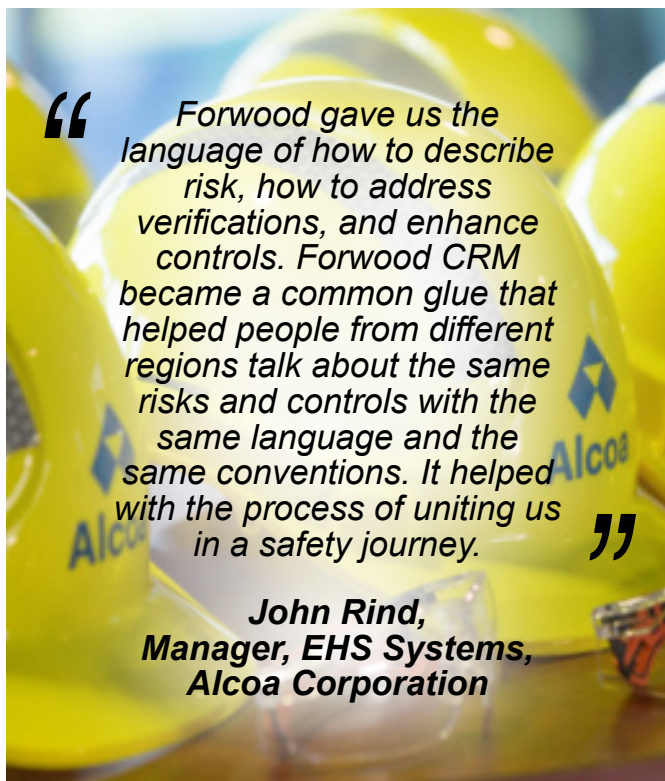 “
Forwood gave us the
language of how to describe
risk, how to address
verifications, and enhance
controls. Forwood CRM
became a common glue that
helped people from different
regions talk about the same
risks and controls with the
same language and the
same conventions. It helped
with the process of uniting us
in a safety journey.
”
John Rind,
Manager, EHS Systems,
Alcoa Corporation
Alcoa
Alcoa